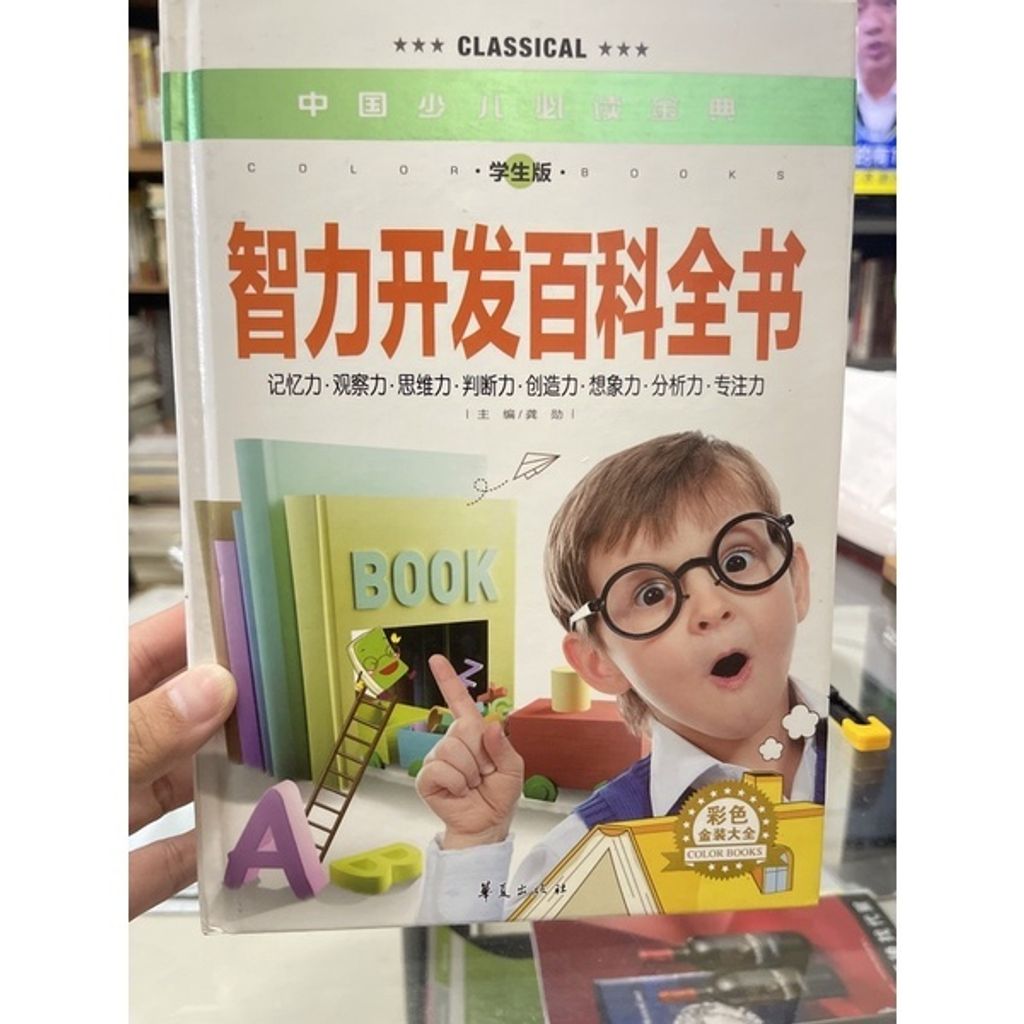 ★★★ CLASSICAL ★★★
中国少儿必读金典
COLOR·学生版·BOOKS
智力开发百科全书
记忆力·观察力·思维力·判断力·创造力·想象力·分析力·专注力
|主 编/龚 勋|
BOOK
Z
A
B
彩色
金装大全
COLOR BOOKS
华夏出版社